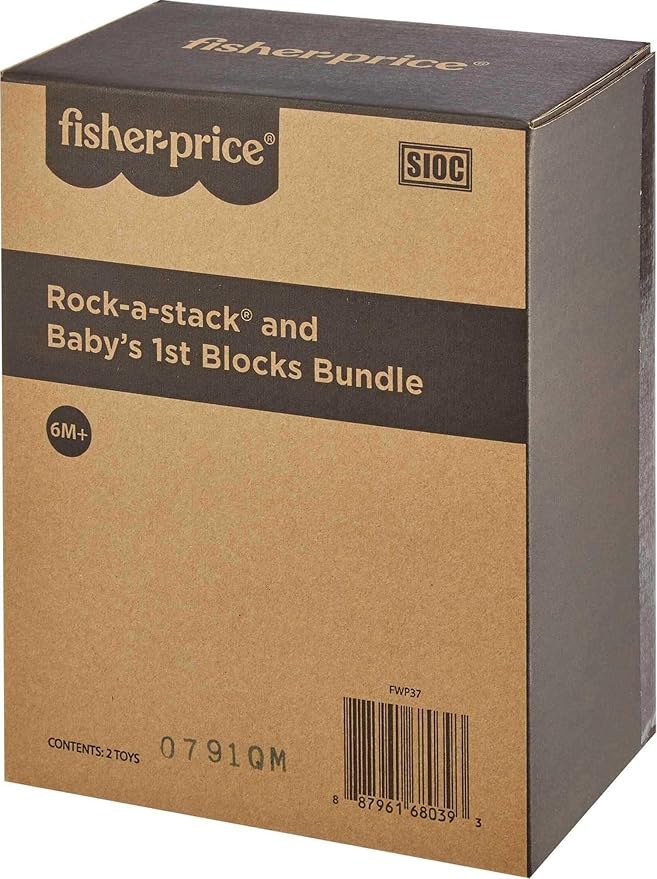 fisher-price®
fisher-price®
SIOC
Rock-a-stack® and
Baby's 1st Blocks Bundle
6M+
FWP37
CONTENTS: 2 TOYS
0791QM
8 87961 68039 3